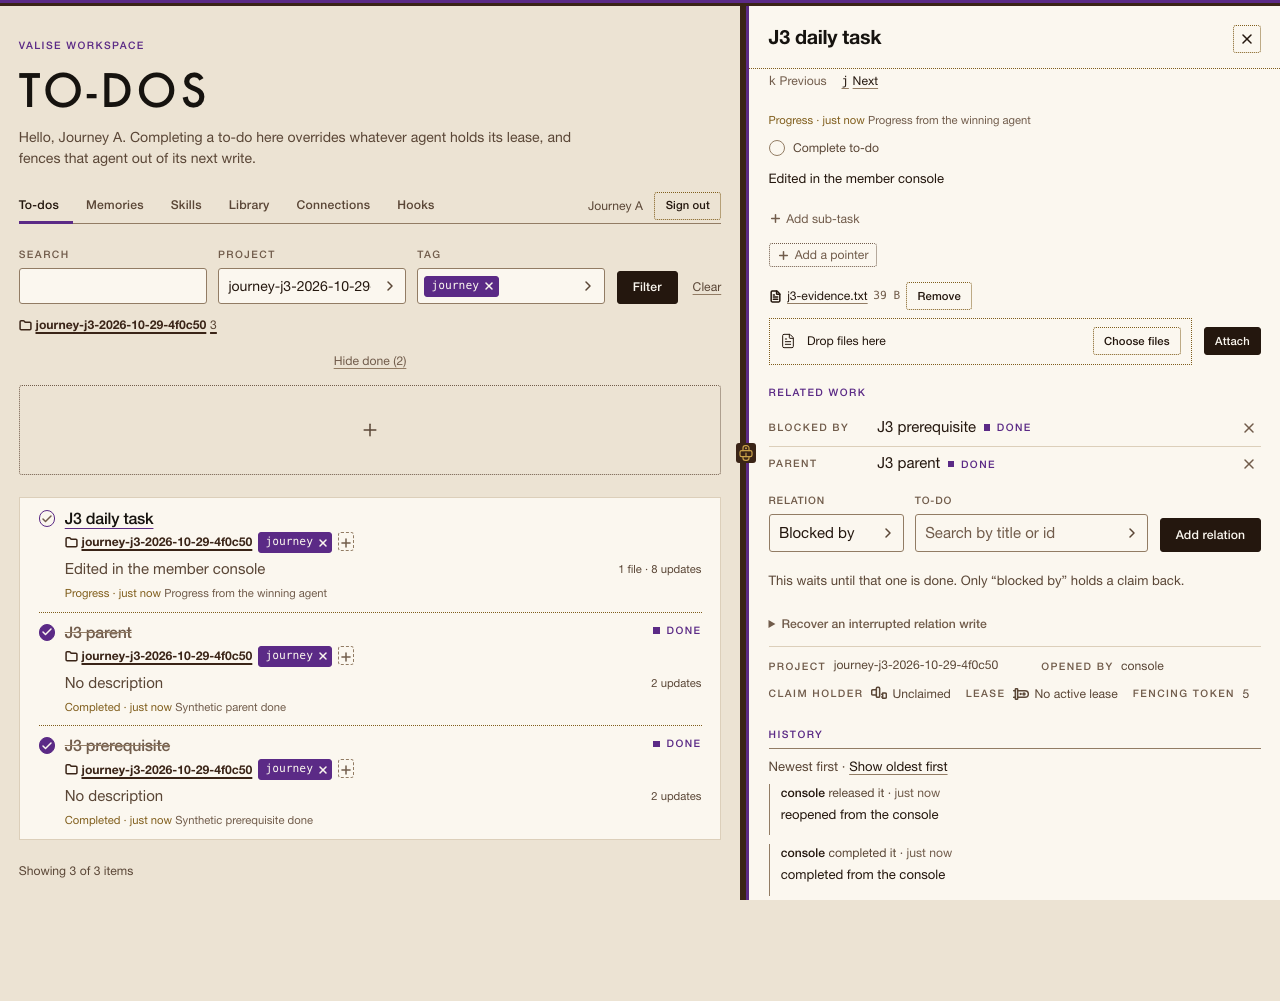 VALISE WORKSPACE
TO-DOS
Hello, Journey A. Completing a to-do here overrides whatever agent holds its lease, and
fences that agent out of its next write.
To-dos Memories Skills Library Connections Hooks Journey A Sign out
SEARCH PROJECT TAG
journey-j3-2026-10-29 journey Filter Clear
journey-j3-2026-10-29-4f0c50 3
Hide done (2)
J3 daily task
journey-j3-2026-10-29-4f0c50 journey
Edited in the member console 1 file · 8 updates
Progress · just now Progress from the winning agent
J3 parent DONE
journey-j3-2026-10-29-4f0c50 journey
No description 2 updates
Completed · just now Synthetic parent done
J3 prerequisite DONE
journey-j3-2026-10-29-4f0c50 journey
No description 2 updates
Completed · just now Synthetic prerequisite done
Showing 3 of 3 items
J3 daily task
k Previous j Next
Progress · just now Progress from the winning agent
Complete to-do
Edited in the member console
Add sub-task
Add a pointer
j3-evidence.txt 39 B Remove
Drop files here Choose files Attach
RELATED WORK
BLOCKED BY J3 prerequisite DONE
PARENT J3 parent DONE
RELATION TO-DO
Blocked by Search by title or id Add relation
This waits until that one is done. Only “blocked by” holds a claim back.
Recover an interrupted relation write
PROJECT journey-j3-2026-10-29-4f0c50 OPENED BY console
CLAIM HOLDER Unclaimed LEASE No active lease FENCING TOKEN 5
HISTORY
Newest first · Show oldest first
console released it · just now
reopened from the console
console completed it · just now
completed from the console